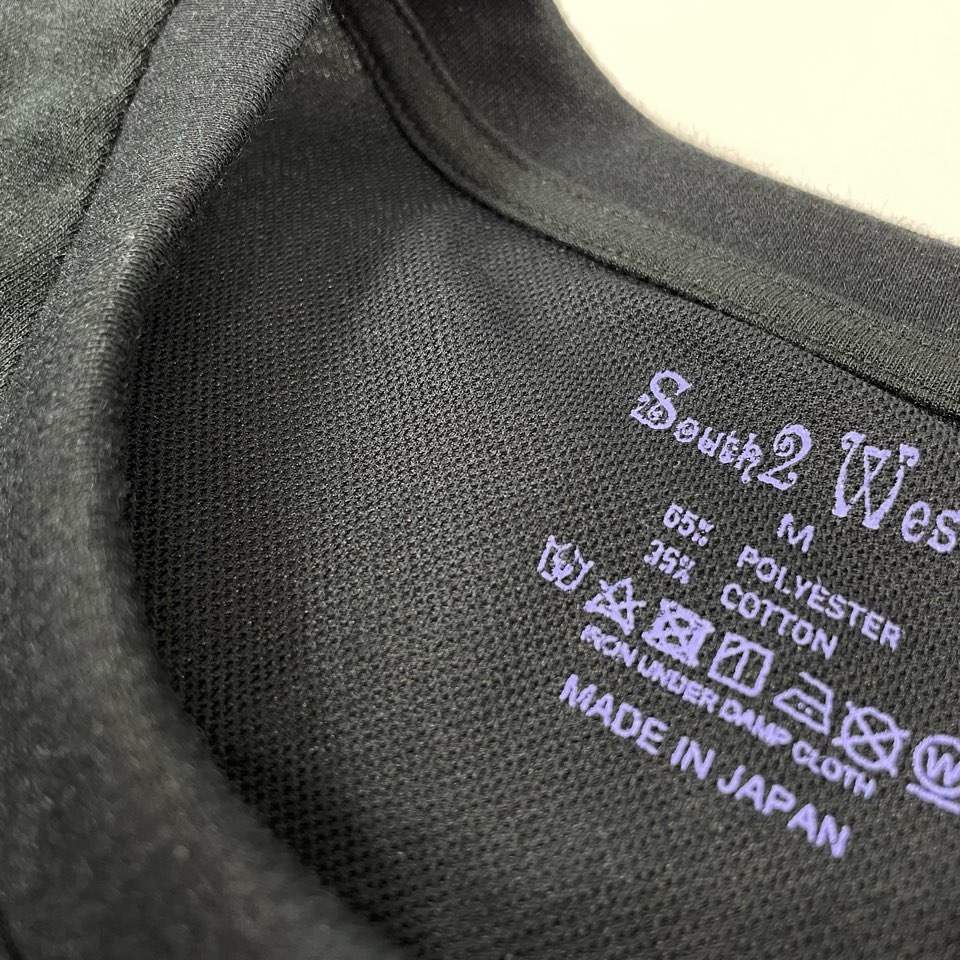 South2 Wes
M
65% POLYESTER
35% COTTON
IRON UNDER DAMP CLOTH
MADE IN JAPAN